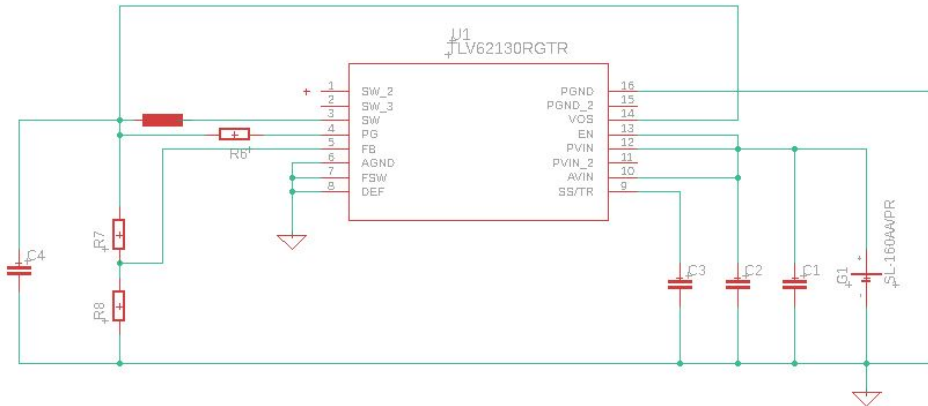 U1
TLV62130RGTR
1 SW_2 PGND 16
2 SW_3 PGND_2 15
3 SW VOS 14
4 PG EN 13
5 FB PVIN 12
6 AGND PVIN_2 11
7 FSW AVIN 10
8 DEF SS/TR 9
R6
R7
R8
C4
C3
C2
C1
G1
SL-160AA/PR
+
-